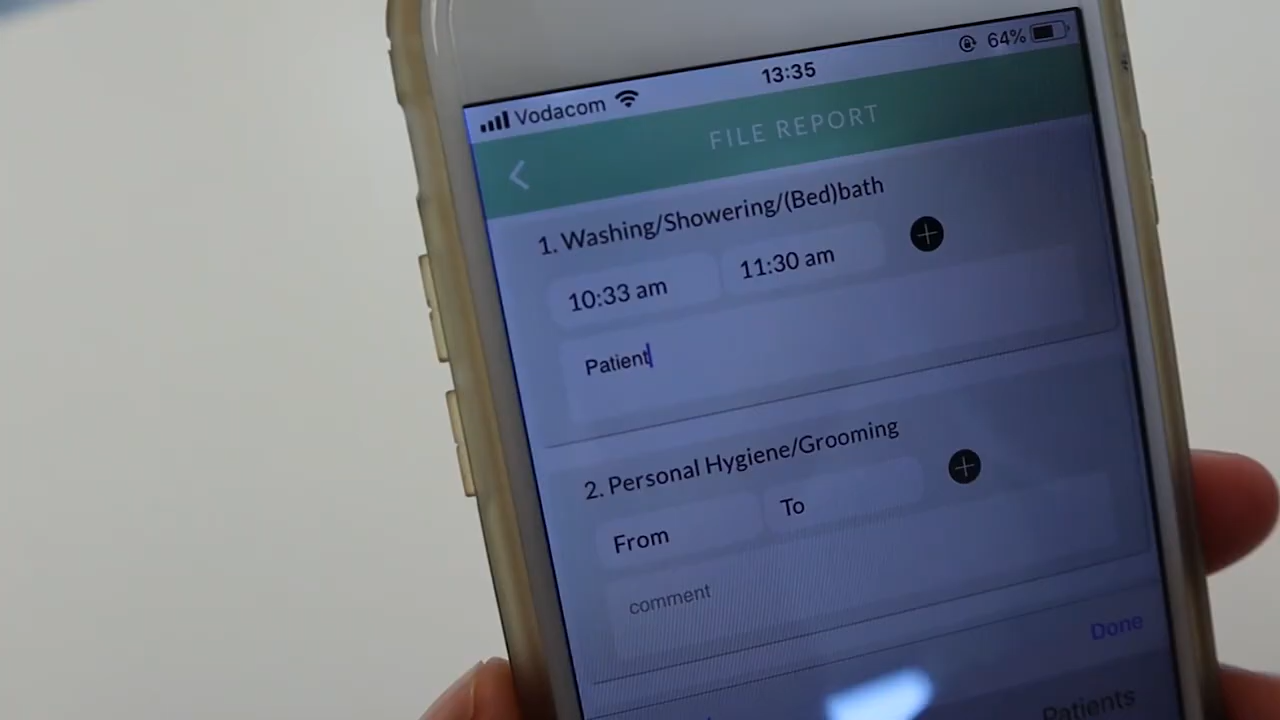 Vodacom 13:35 64%
FILE REPORT
1. Washing/Showering/(Bed)bath
10:33 am 11:30 am
Patient
2. Personal Hygiene/Grooming
From To
comment
Done
Patients